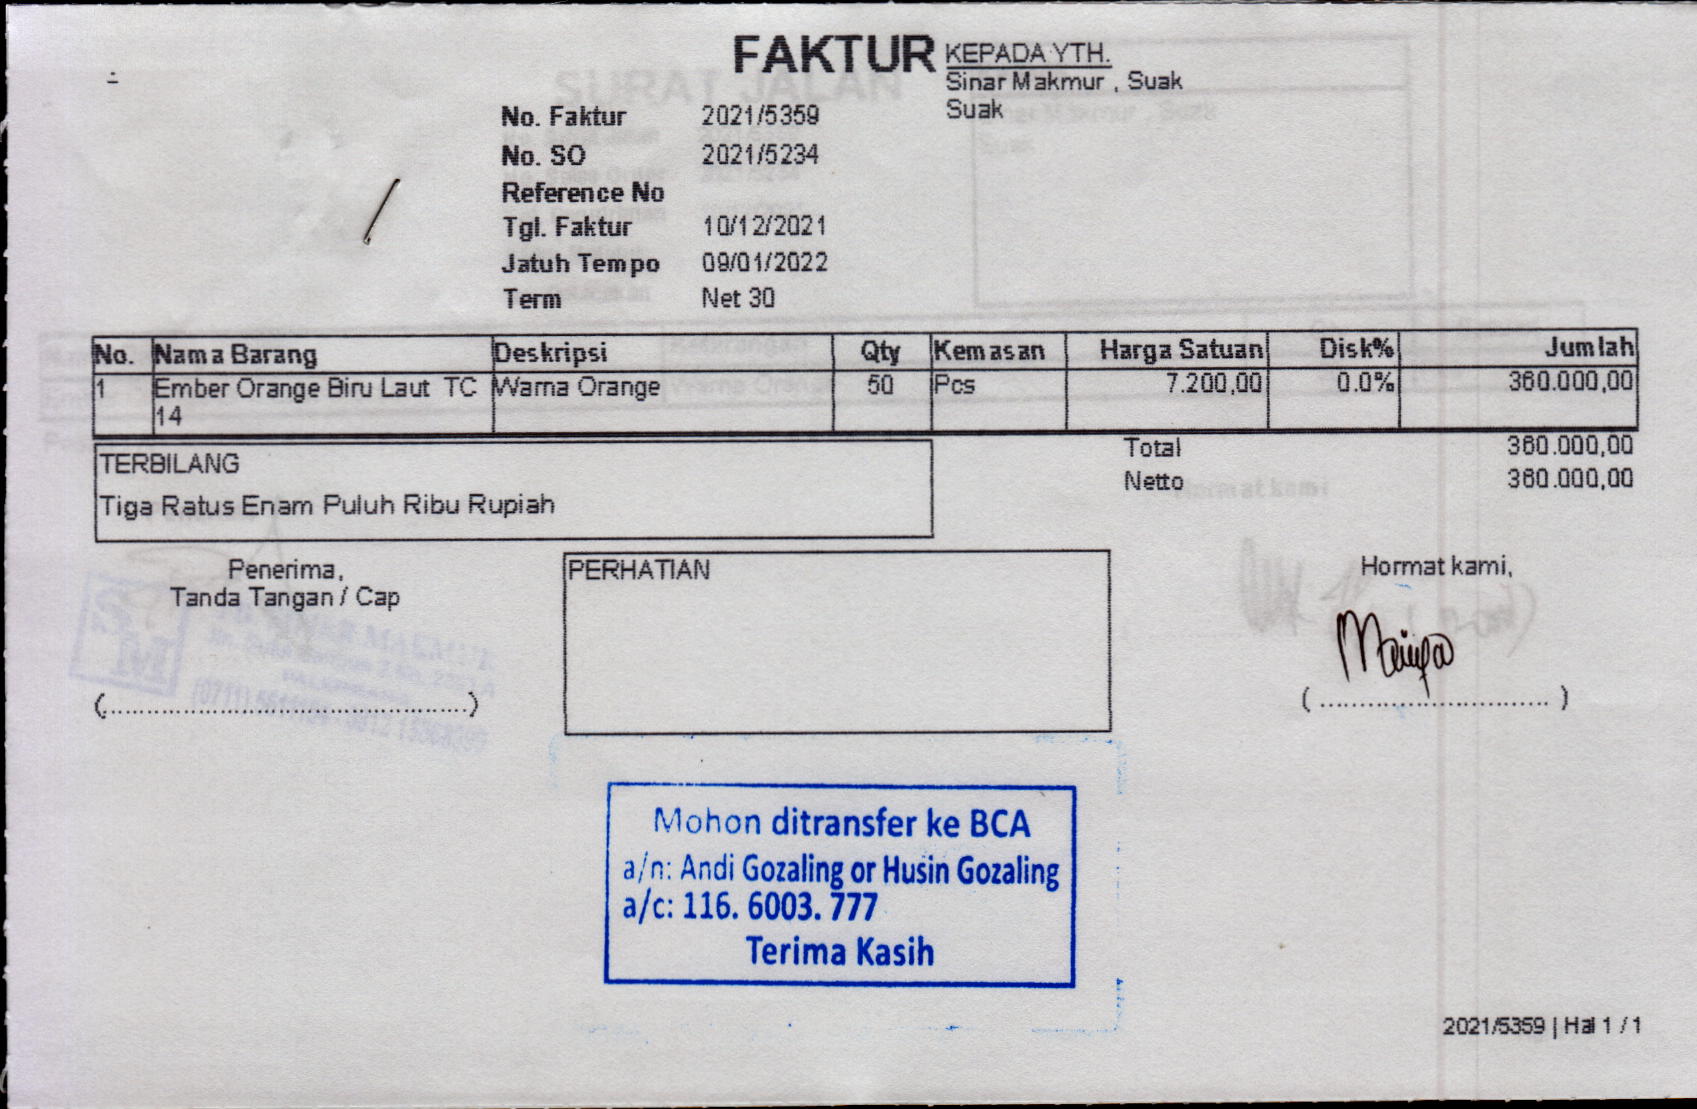 FAKTUR
KEPADA YTH.
Sinar Makmur , Suak
Suak
No. Faktur 2021/5359
No. SO 2021/5234
Reference No
Tgl. Faktur 10/12/2021
Jatuh Tempo 09/01/2022
Term Net 30
No. Nama Barang Deskripsi Qty Kemasan Harga Satuan Disk% Jumlah
1 Ember Orange Biru Laut TC Warna Orange 50 Pcs 7.200,00 0.0% 360.000,00
14
Total 360.000,00
Netto 360.000,00
TERBILANG
Tiga Ratus Enam Puluh Ribu Rupiah
Penerima,
Tanda Tangan / Cap
(..............................................)
PERHATIAN
Hormat kami,
( ............................. )
Mohon ditransfer ke BCA
a/n: Andi Gozaling or Husin Gozaling
a/c: 116. 6003. 777
Terima Kasih
2021/5359 | Hal 1 / 1